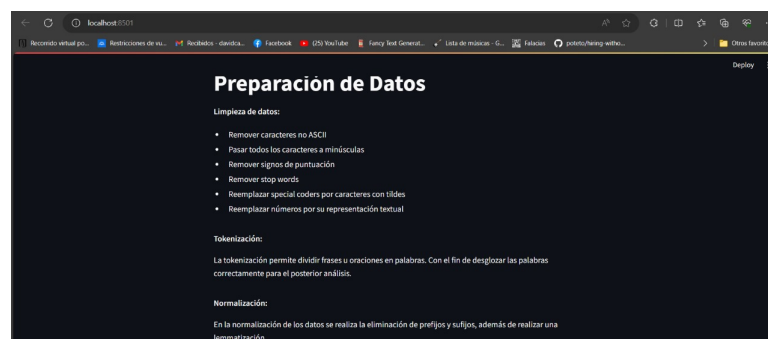 localhost:8501
Recorrido virtual po... Restricciones de vu... Recibidos - davidca... Facebook (25) YouTube Fancy Text Generat... Lista de músicas - G... Falacias poteto/hiring-witho... Otros favoritos
Deploy
Preparación de Datos
Limpieza de datos:
Remover caracteres no ASCII
Pasar todos los caracteres a minúsculas
Remover signos de puntuación
Remover stop words
Reemplazar special coders por caracteres con tildes
Reemplazar números por su representación textual
Tokenización:
La tokenización permite dividir frases u oraciones en palabras. Con el fin de desglozar las palabras
correctamente para el posterior análisis.
Normalización:
En la normalización de los datos se realiza la eliminación de prefijos y sufijos, además de realizar una
lemmatización